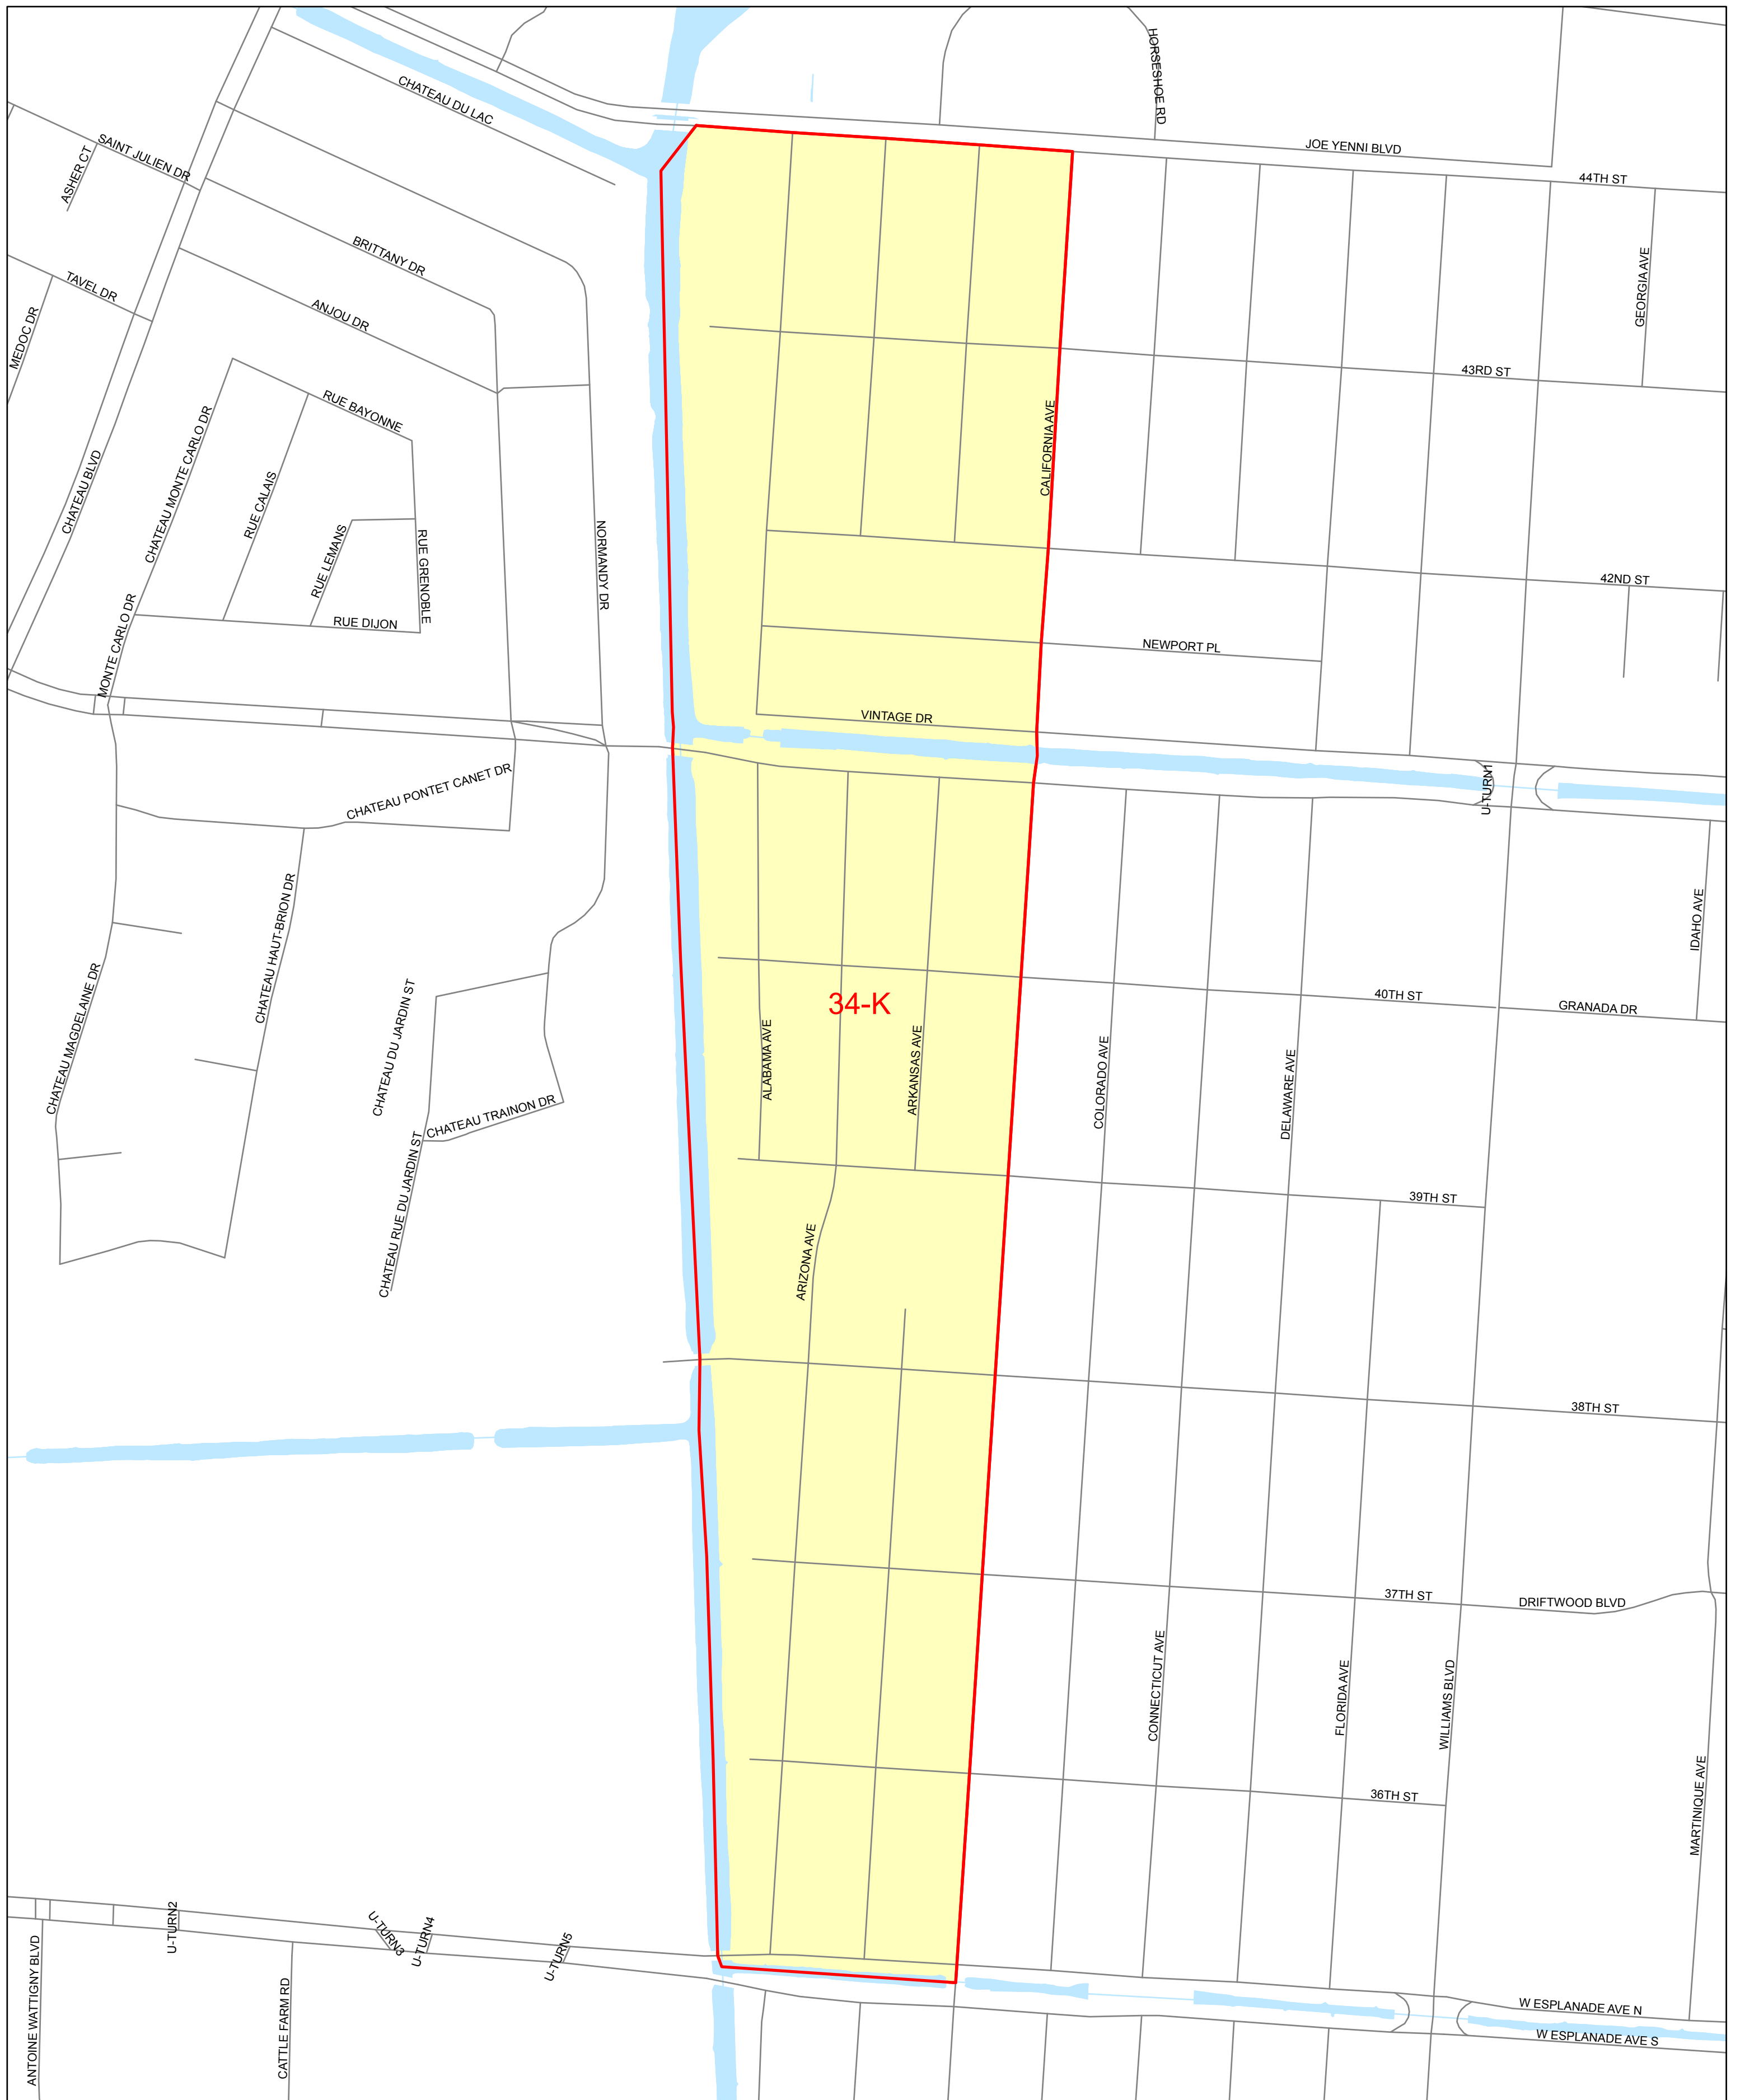 HORSESHOE RD
CHATEAU DU LAC
JOE YENNI BLVD
SAINT JULIEN DR
ASHER CT
44TH ST
BRITTANY DR
TAVEL DR
GEORGIA AVE
ANJOU DR
MEDOC DR
43RD ST
RUE BAYONNE
CALIFORNIA AVE
CHATEAU MONTE CARLO DR
CHATEAU BLVD
RUE CALAIS
RUE LEMANS
NORMANDY DR
RUE GRENOBLE
42ND ST
RUE DIJON
MONTE CARLO DR
NEWPORT PL
VINTAGE DR
CHATEAU PONTET CANET DR
U-TURN1
CHATEAU HAUT-BRION DR
IDAHO AVE
CHATEAU MAGDELAINE DR
CHATEAU DU JARDIN ST
40TH ST
GRANADA DR
34-K
ALABAMA AVE
ARKANSAS AVE
COLORADO AVE
DELAWARE AVE
CHATEAU TRAINON DR
CHATEAU RUE DU JARDIN ST
39TH ST
ARIZONA AVE
38TH ST
37TH ST
DRIFTWOOD BLVD
CONNECTICUT AVE
FLORIDA AVE
WILLIAMS BLVD
MARTINIQUE AVE
36TH ST
U-TURN2
U-TURN3
U-TURN4
U-TURN5
ANTOINE WATTIGNY BLVD
CATTLE FARM RD
W ESPLANADE AVE N
W ESPLANADE AVE S